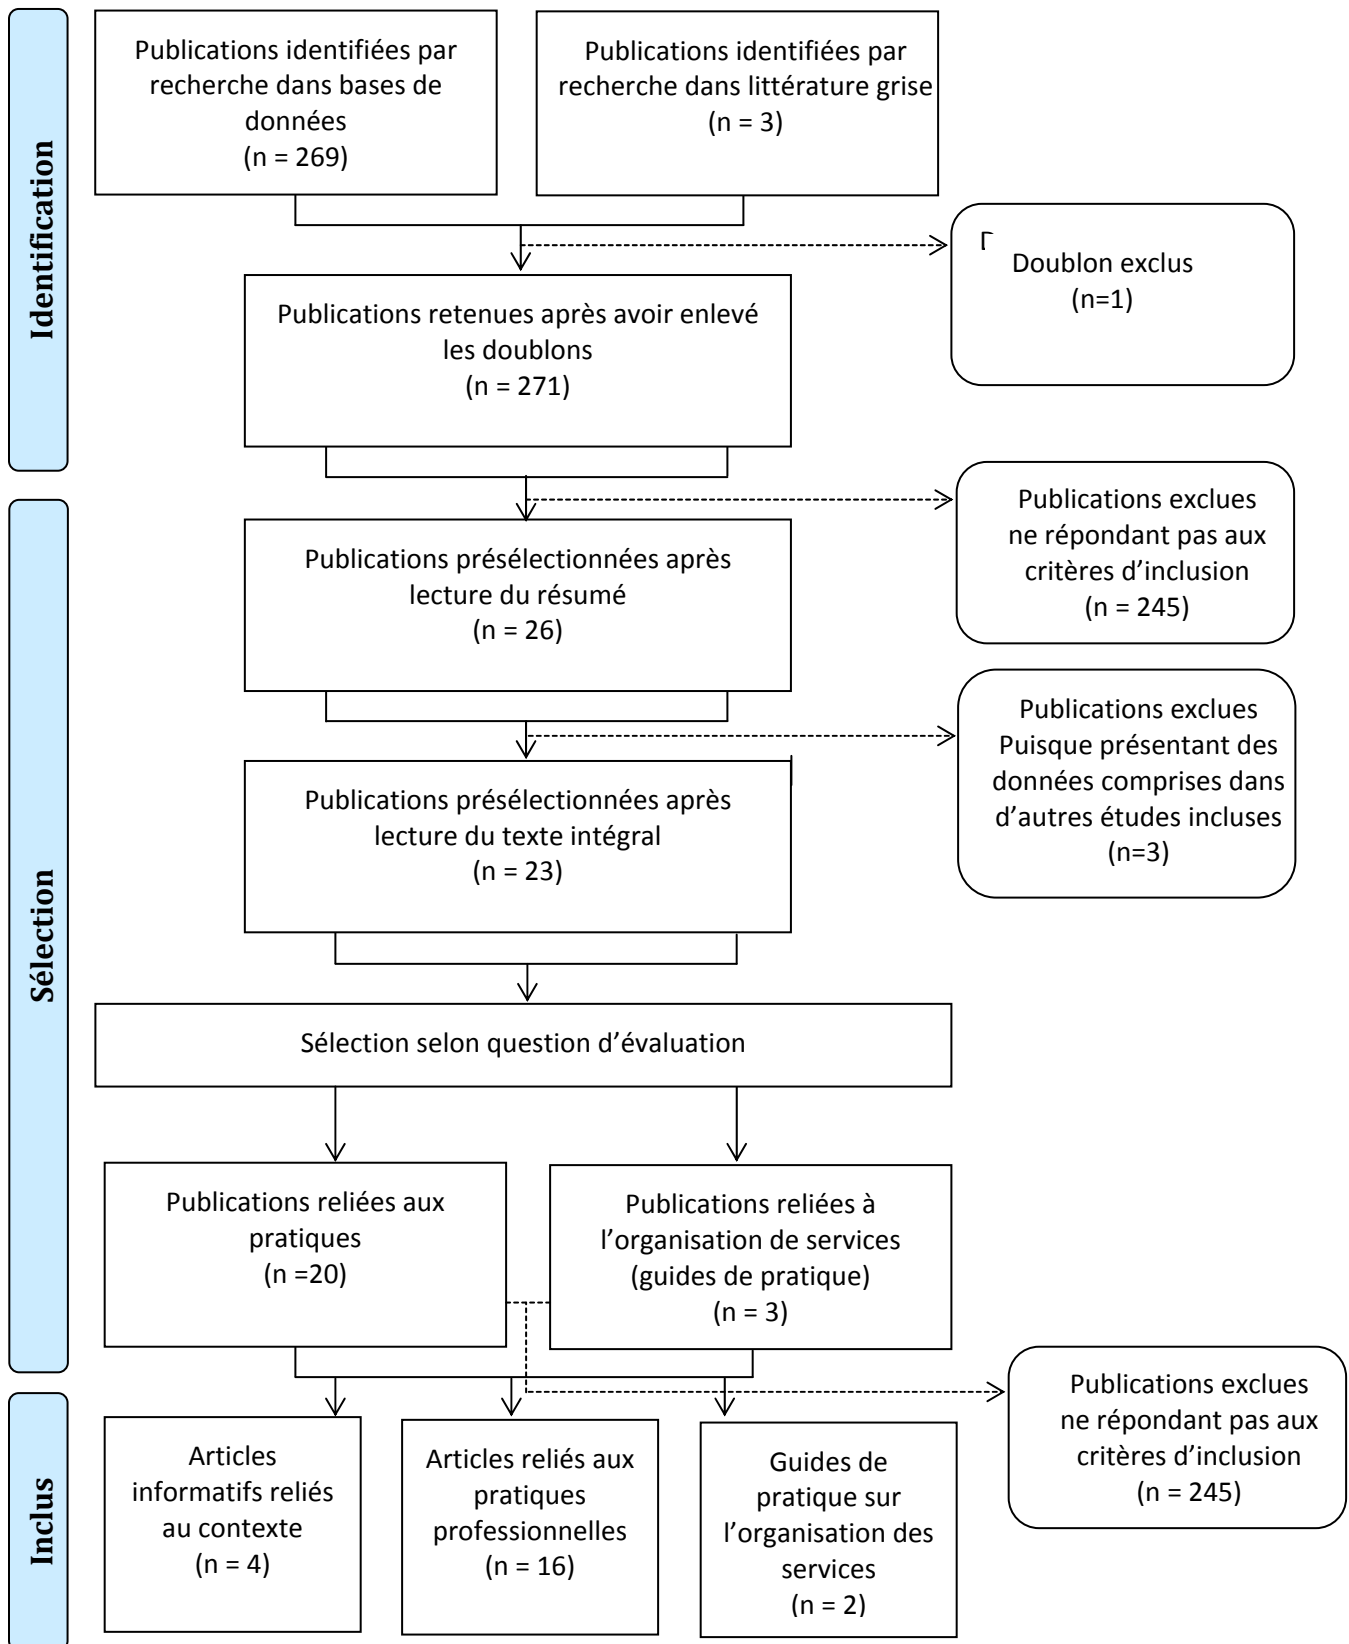 Identification
Publications identifiées par
recherche dans bases de
données
(n = 269)
Publications identifiées par
recherche dans littérature grise
(n = 3)
Doublon exclus
(n=1)
Publications retenues après avoir enlevé
les doublons
(n = 271)
Sélection
Publications exclues
ne répondant pas aux
critères d’inclusion
(n = 245)
Publications présélectionnées après
lecture du résumé
(n = 26)
Publications exclues
Puisque présentant des
données comprises dans
d’autres études incluses
(n=3)
Publications présélectionnées après
lecture du texte intégral
(n = 23)
Sélection selon question d’évaluation
Publications reliées aux
pratiques
(n =20)
Publications reliées à
l’organisation de services
(guides de pratique)
(n = 3)
Inclus
Publications exclues
ne répondant pas aux
critères d’inclusion
(n = 245)
Articles
informatifs reliés
au contexte
(n = 4)
Articles reliés aux
pratiques
professionnelles
(n = 16)
Guides de
pratique sur
l’organisation des
services
(n = 2)